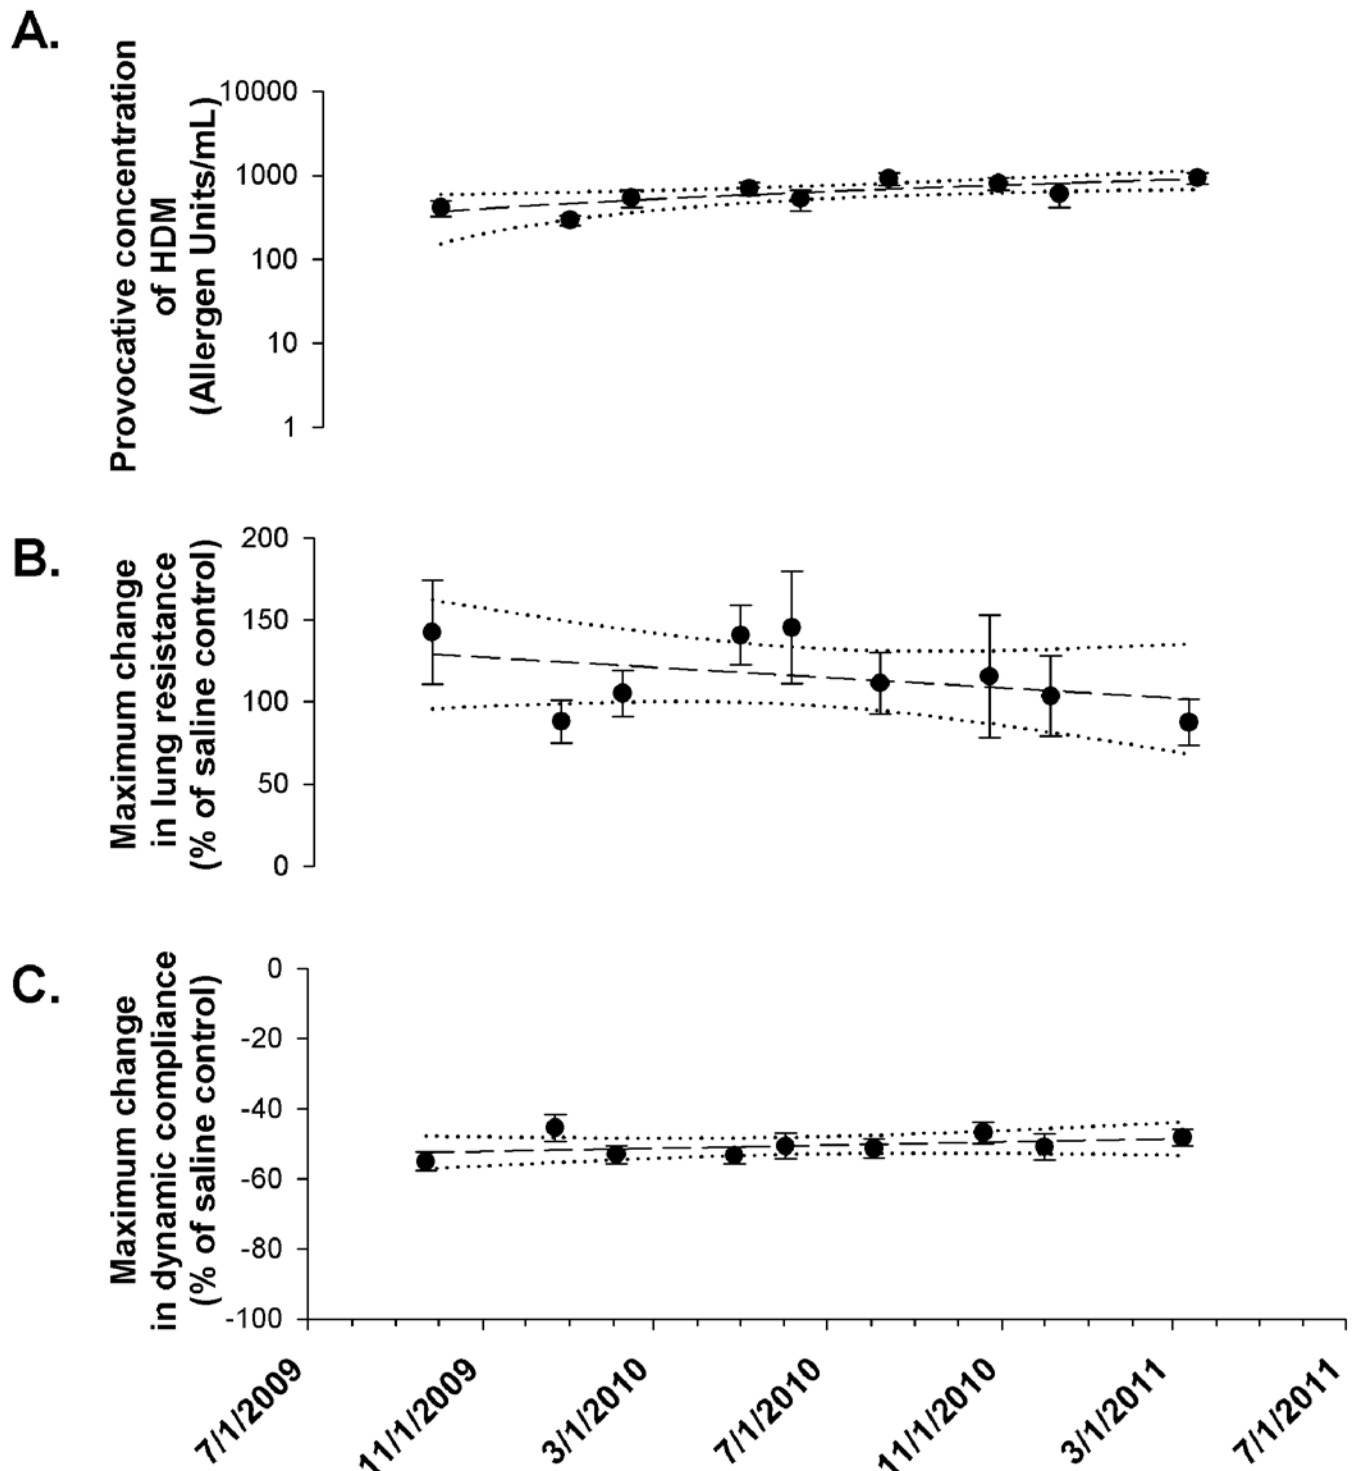 A.
Provocative concentration
of HDM
(Allergen Units/mL)
10000
1000
100
10
1
B.
Maximum change
in lung resistance
(% of saline control)
200
150
100
50
0
C.
Maximum change
in dynamic compliance
(% of saline control)
0
-20
-40
-60
-80
-100
7/1/2009
11/1/2009
3/1/2010
7/1/2010
11/1/2010
3/1/2011
7/1/2011